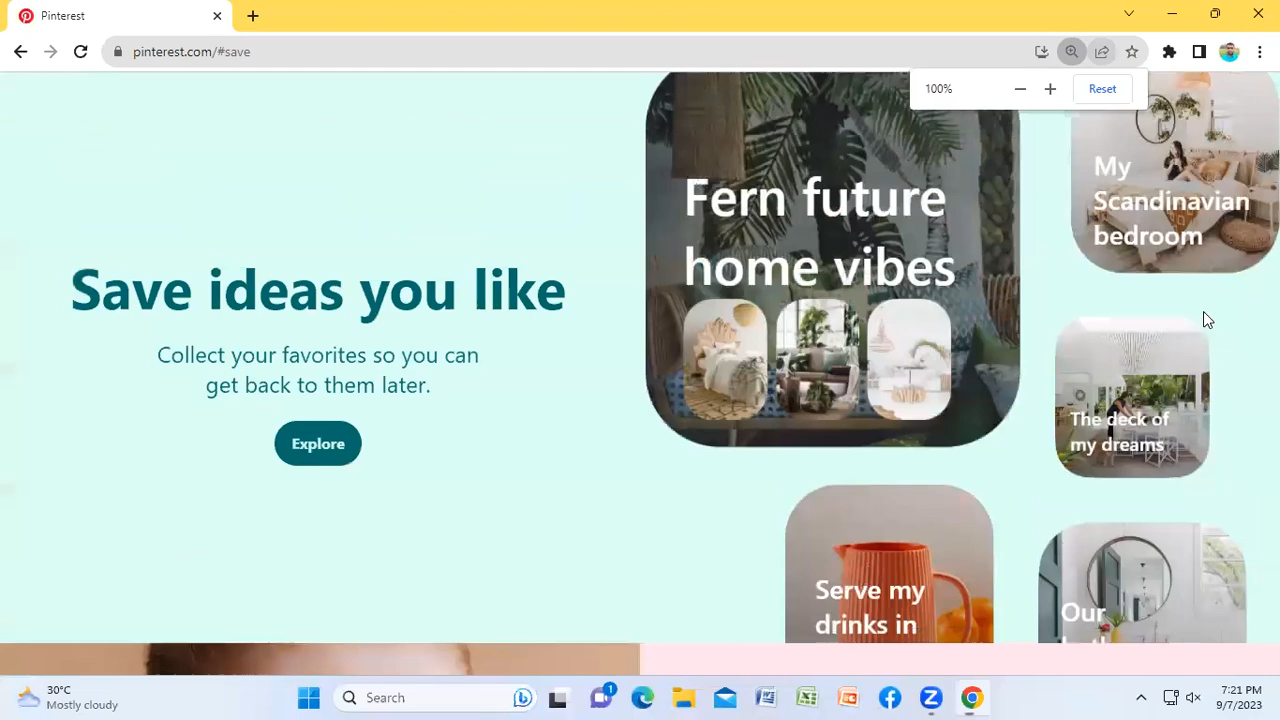 Pinterest
pinterest.com/#save
100%
Reset
Fern future
home vibes
My
Scandinavian
bedroom
Save ideas you like
Collect your favorites so you can
get back to them later.
Explore
The deck of
my dreams
Serve my
drinks in
Our
30°C
Mostly cloudy
Search
1
7:21 PM
9/7/2023